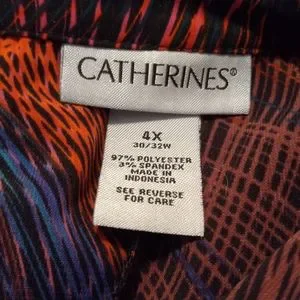 CATHERINES®
4X
30/32W
97% POLYESTER
3% SPANDEX
MADE IN
INDONESIA
SEE REVERSE
FOR CARE